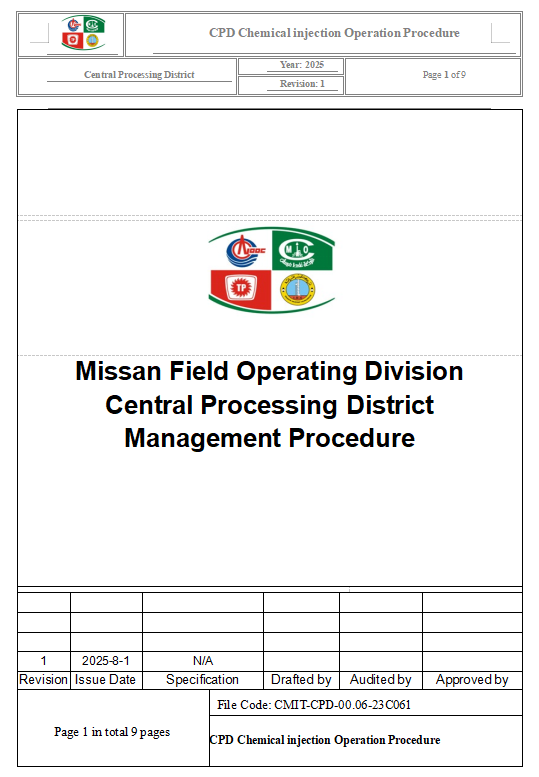 CPD Chemical injection Operation Procedure
Central Processing District
Year: 2025
Revision: 1
Page 1 of 9
NOOC
M O C
TP
Missan Field Operating Division
Central Processing District
Management Procedure
1 2025-8-1 N/A
Revision Issue Date Specification Drafted by Audited by Approved by
Page 1 in total 9 pages
File Code: CMIT-CPD-00.06-23C061
CPD Chemical injection Operation Procedure